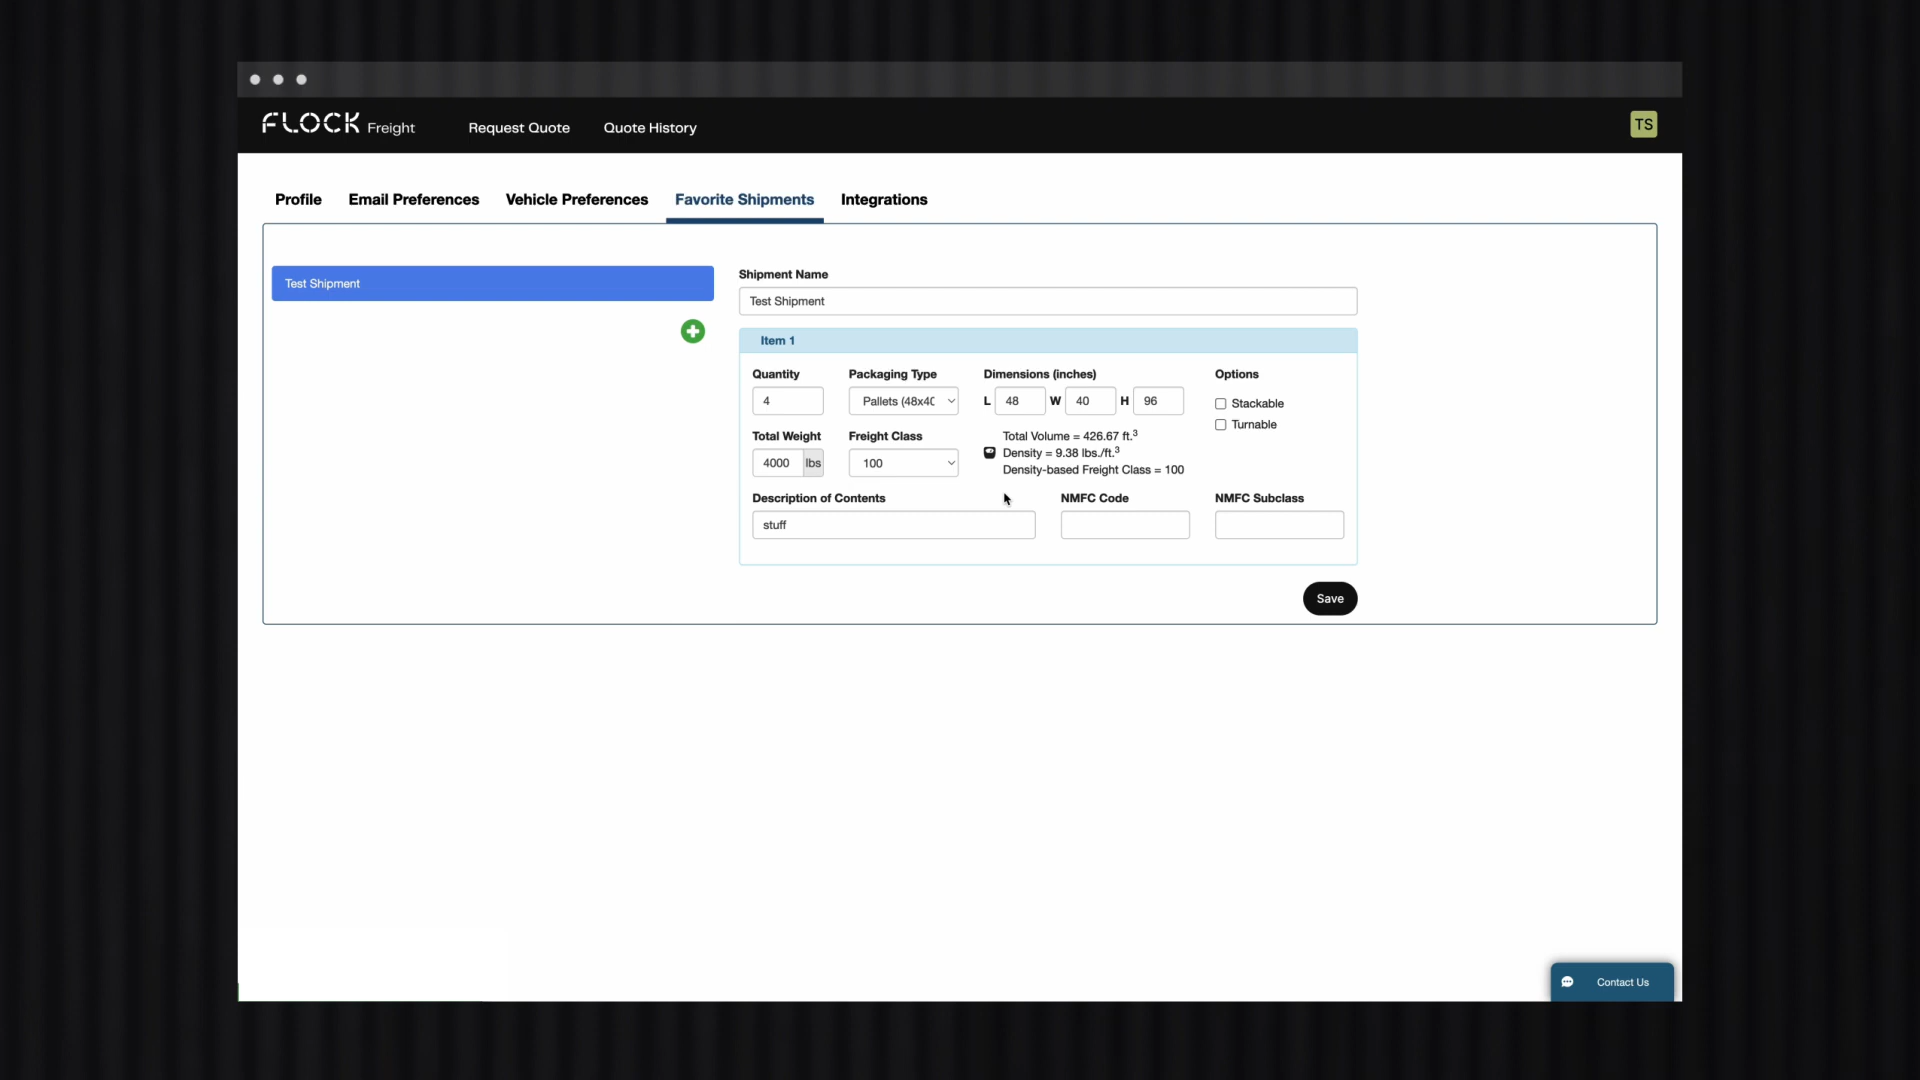 FLOCK Freight
Request Quote
Quote History
TS
Profile
Email Preferences
Vehicle Preferences
Favorite Shipments
Integrations
Test Shipment
Shipment Name
Test Shipment
Item 1
Quantity
Packaging Type
Dimensions (inches)
Options
4
Pallets (48x40
L 48 W 40 H 96
Stackable
Turnable
Total Weight
Freight Class
4000 lbs
100
Total Volume = 426.67 ft.³
Density = 9.38 lbs./ft.³
Density-based Freight Class = 100
Description of Contents
NMFC Code
NMFC Subclass
stuff
Save
Contact Us